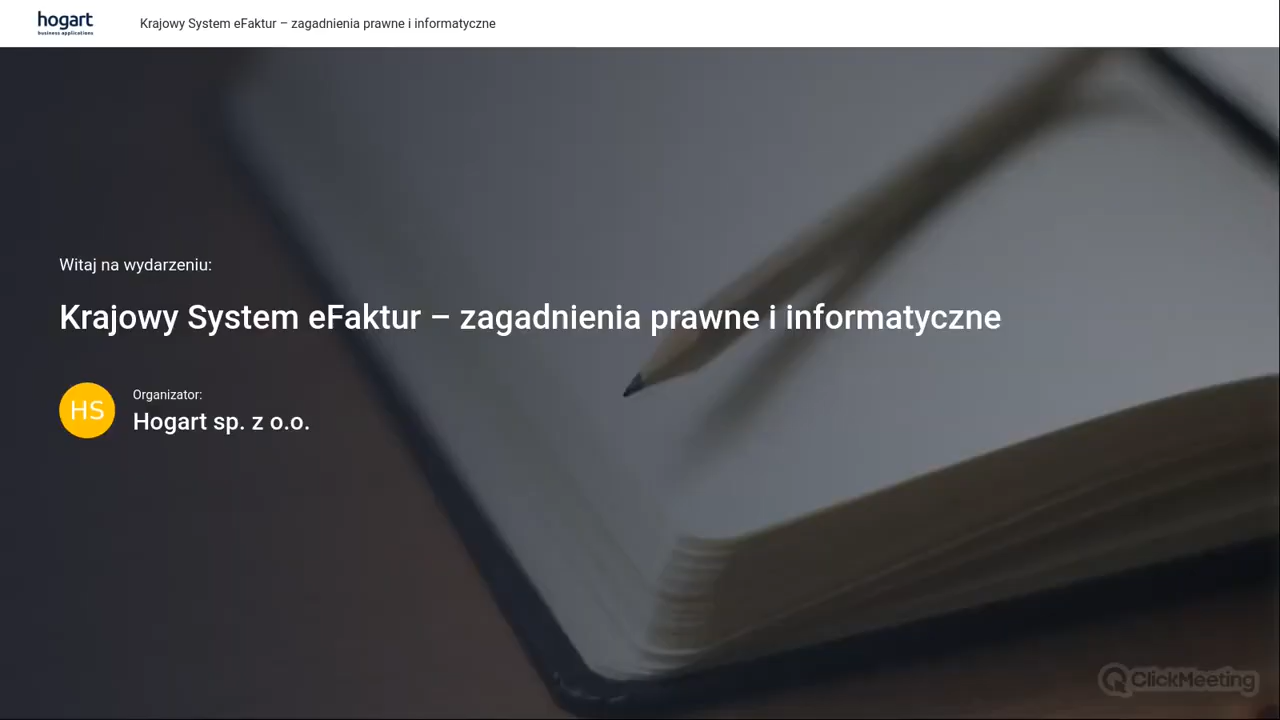 hogart
business applications
Krajowy System eFaktur – zagadnienia prawne i informatyczne
Witaj na wydarzeniu:
Krajowy System eFaktur – zagadnienia prawne i informatyczne
HS
Organizator:
Hogart sp. z o.o.
ClickMeeting